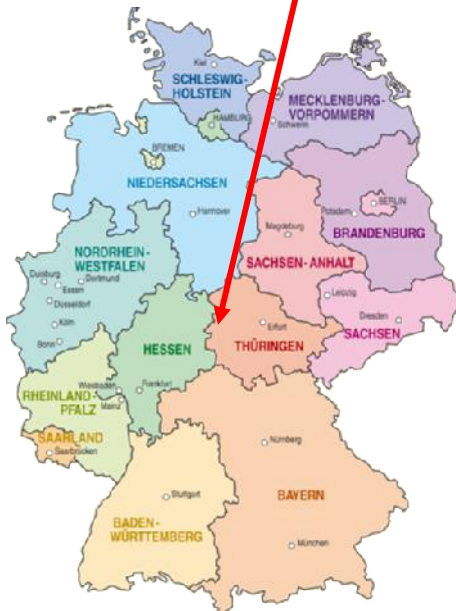 Kiel
SCHLESWIG-
HOLSTEIN
HAMBURG
MECKLENBURG-
VORPOMMERN
Schwerin
BREMEN
NIEDERSACHSEN
Hannover
BERLIN
Potsdam
BRANDENBURG
Magdeburg
SACHSEN-ANHALT
NORDRHEIN-
WESTFALEN
Duisburg
Dortmund
Essen
Düsseldorf
Köln
Bonn
Leipzig
Dresden
SACHSEN
Erfurt
THÜRINGEN
HESSEN
Wiesbaden
Frankfurt
Mainz
RHEINLAND-
PFALZ
SAARLAND
Saarbrücken
Nürnberg
BAYERN
Stuttgart
BADEN-
WÜRTTEMBERG
München